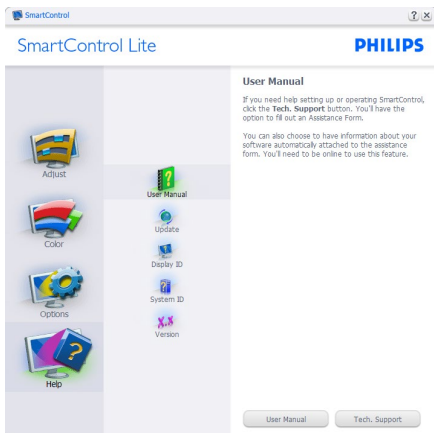 SmartControl
SmartControl Lite
PHILIPS
Adjust
Color
Options
Help
User Manual
Update
Display ID
System ID
Version
User Manual
If you need help setting up or operating SmartControl,
click the Tech. Support button. You'll have the
option to fill out an Assistance Form.
You can also choose to have information about your
software automatically attached to the assistance
form. You'll need to be online to use this feature.
User Manual
Tech. Support